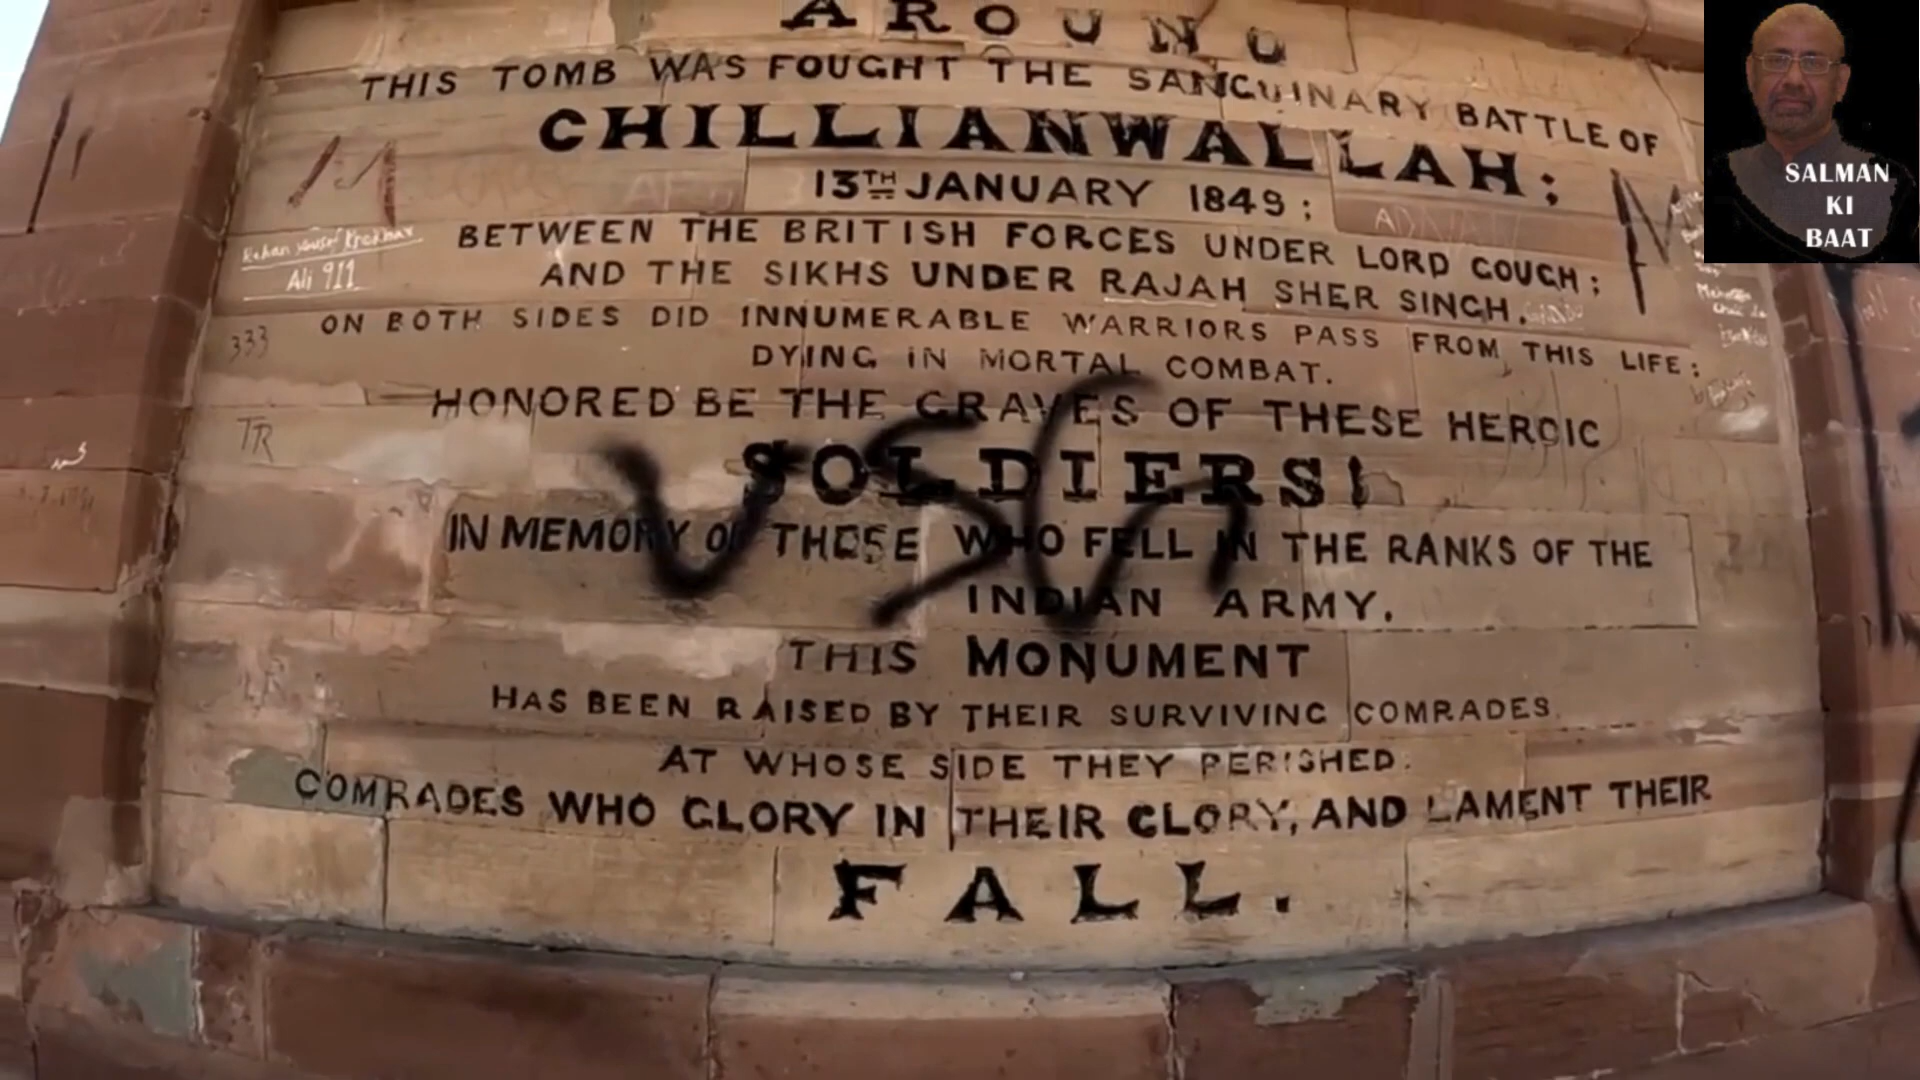 AROUND
THIS TOMB WAS FOUGHT THE SANGUINARY BATTLE OF
CHILLIANWALLAH;
13TH JANUARY 1849;
BETWEEN THE BRITISH FORCES UNDER LORD GOUGH;
AND THE SIKHS UNDER RAJAH SHER SINGH.
ON BOTH SIDES DID INNUMERABLE WARRIORS PASS FROM THIS LIFE;
DYING IN MORTAL COMBAT.
HONORED BE THE GRAVES OF THESE HEROIC
SOLDIERS!
IN MEMORY OF THOSE WHO FELL IN THE RANKS OF THE
INDIAN ARMY.
THIS MONUMENT
HAS BEEN RAISED BY THEIR SURVIVING COMRADES.
AT WHOSE SIDE THEY PERISHED.
COMRADES WHO GLORY IN THEIR GLORY, AND LAMENT THEIR
FALL.
M
Ali 911
333
TR
ADNAN
SALMAN
KI
BAAT